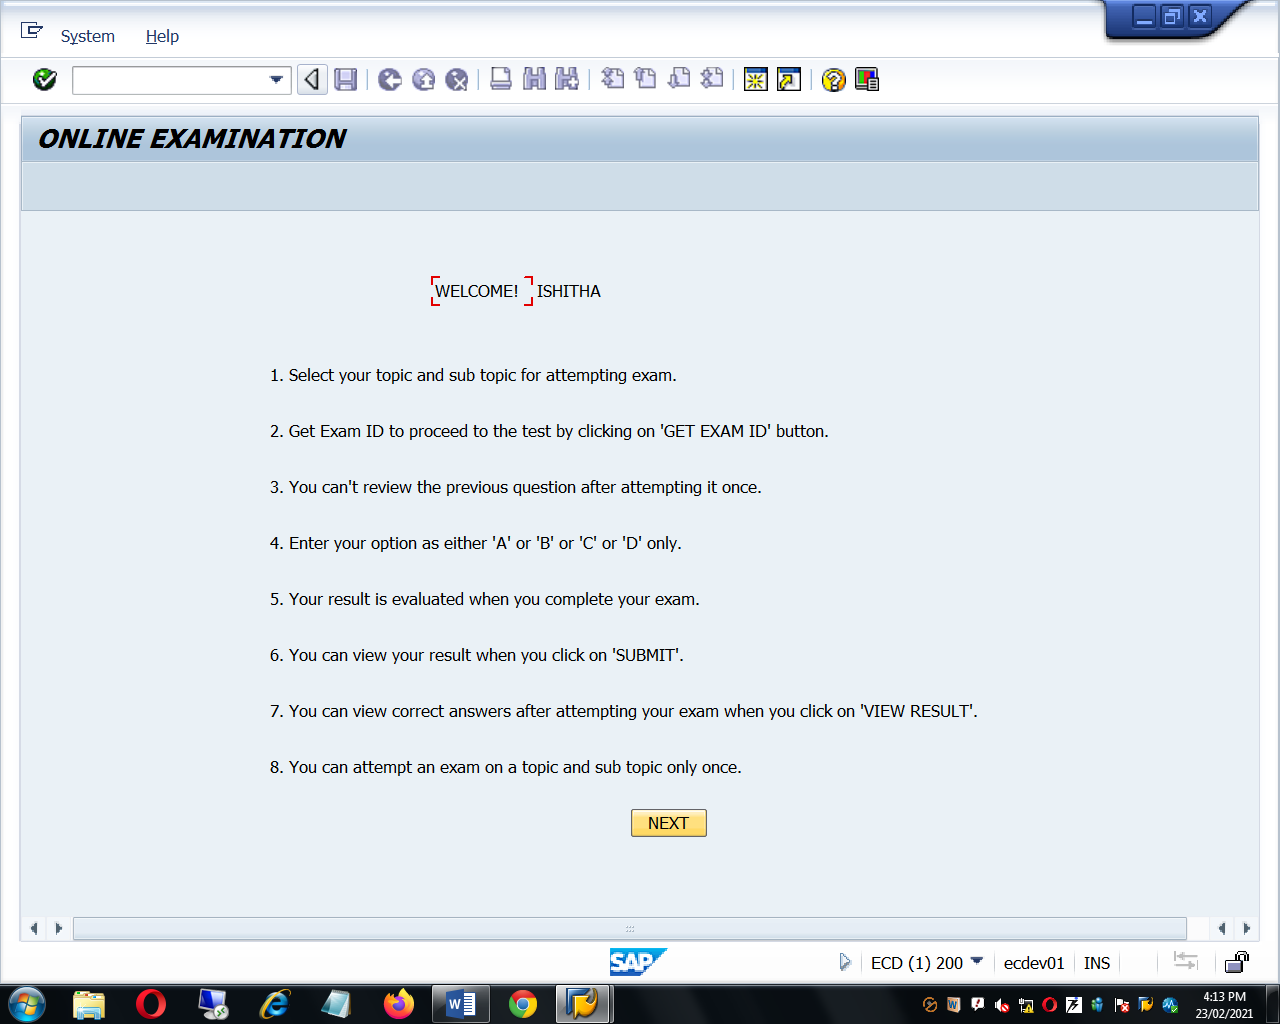 System Help
ONLINE EXAMINATION
WELCOME! ISHITHA
1. Select your topic and sub topic for attempting exam.
2. Get Exam ID to proceed to the test by clicking on 'GET EXAM ID' button.
3. You can't review the previous question after attempting it once.
4. Enter your option as either 'A' or 'B' or 'C' or 'D' only.
5. Your result is evaluated when you complete your exam.
6. You can view your result when you click on 'SUBMIT'.
7. You can view correct answers after attempting your exam when you click on 'VIEW RESULT'.
8. You can attempt an exam on a topic and sub topic only once.
NEXT
SAP ECD (1) 200 ecdev01 INS
4:13 PM
23/02/2021